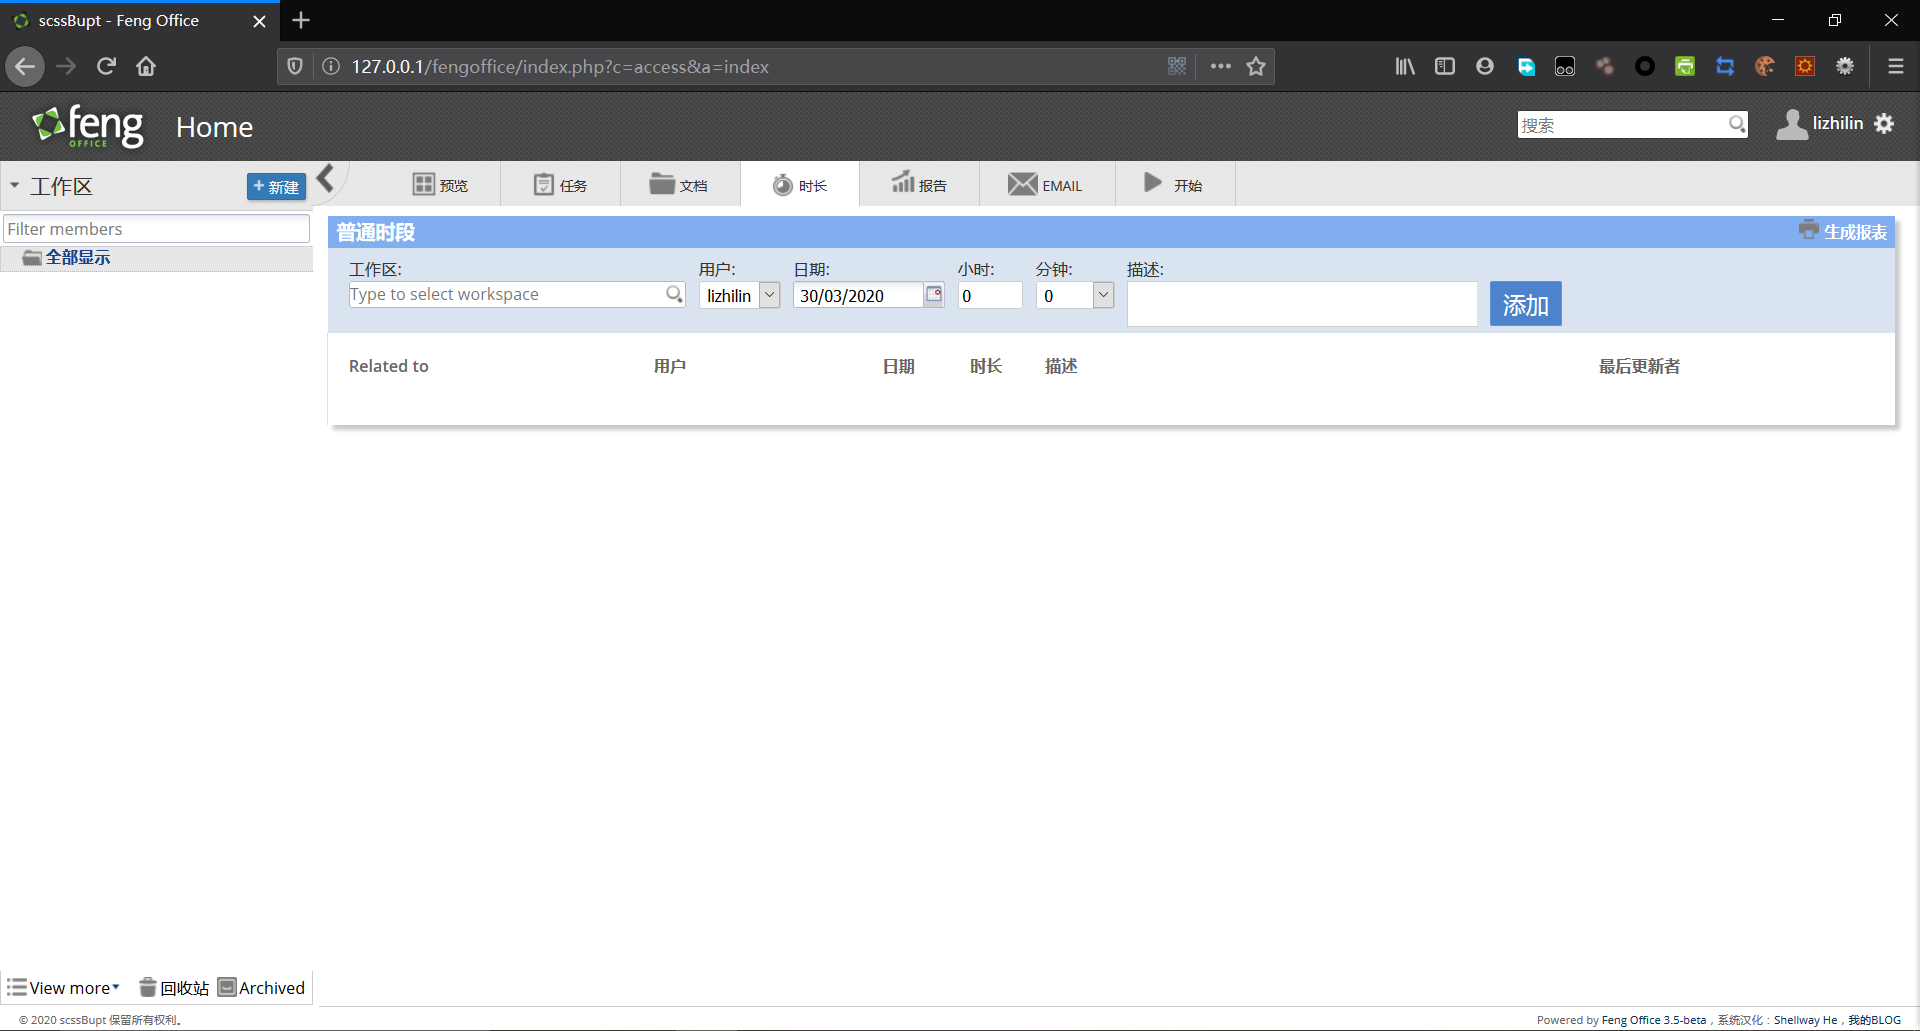 scssBupt - Feng Office
127.0.0.1/fengoffice/index.php?c=access&a=index
feng OFFICE
Home
搜索
lizhilin
工作区
+ 新建
预览
任务
文档
时长
报告
EMAIL
开始
Filter members
全部显示
普通时段
生成报表
工作区:
用户:
日期:
小时:
分钟:
描述:
Type to select workspace
lizhilin
30/03/2020
0
0
添加
Related to
用户
日期
时长
描述
最后更新者
View more
回收站
Archived
© 2020 scssBupt 保留所有权利。
Powered by Feng Office 3.5-beta，系统汉化：Shellway He，我的BLOG